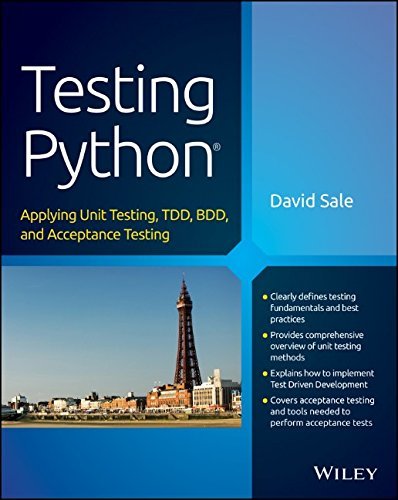 Testing
Python®
Applying Unit Testing, TDD, BDD,
and Acceptance Testing
David Sale
• Clearly defines testing
fundamentals and best
practices
• Provides comprehensive
overview of unit testing
methods
• Explains how to implement
Test Driven Development
• Covers acceptance testing
and tools needed to
perform acceptance tests
WILEY